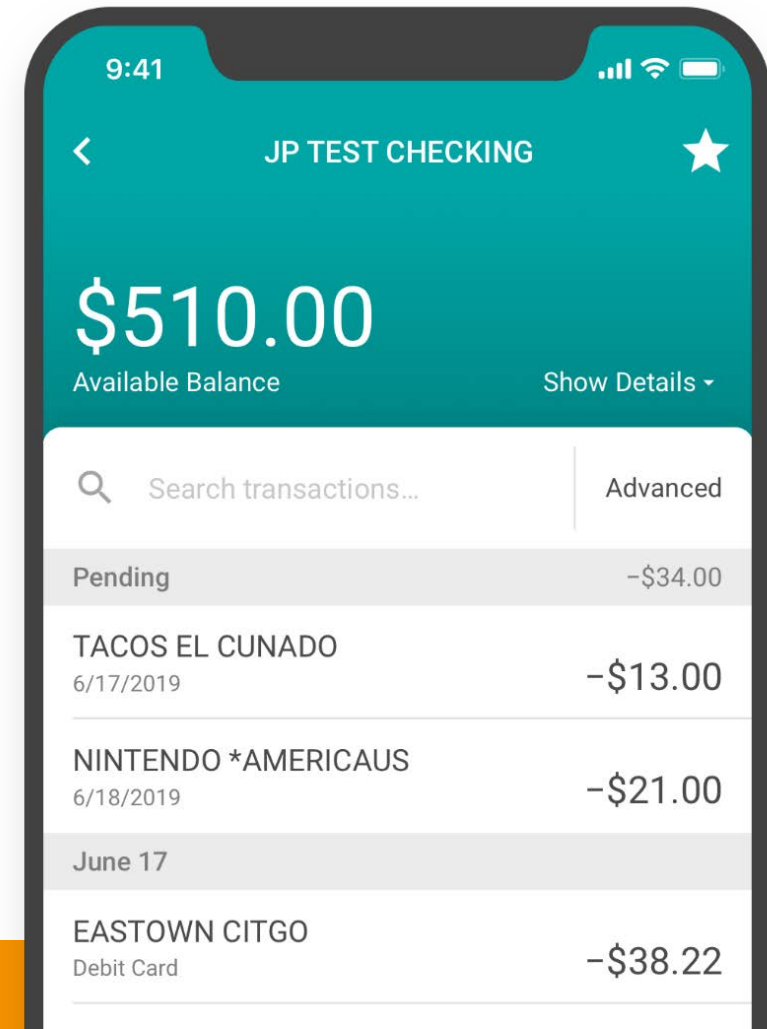 9:41
JP TEST CHECKING
$510.00
Available Balance
Show Details
Search transactions…
Advanced
Pending
−$34.00
TACOS EL CUNADO
6/17/2019
−$13.00
NINTENDO *AMERICAUS
6/18/2019
−$21.00
June 17
EASTOWN CITGO
Debit Card
−$38.22